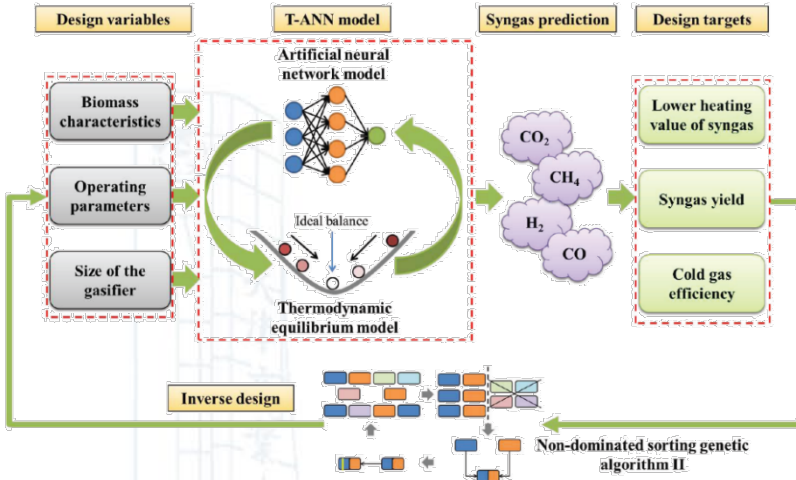 Design variables
T-ANN model
Syngas prediction
Design targets
Artificial neural
network model
Biomass
characteristics
Operating
parameters
Size of the
gasifier
Ideal balance
Thermodynamic
equilibrium model
CO₂
CH₄
H₂
CO
Lower heating
value of syngas
Syngas yield
Cold gas
efficiency
Inverse design
Non-dominated sorting genetic
algorithm II